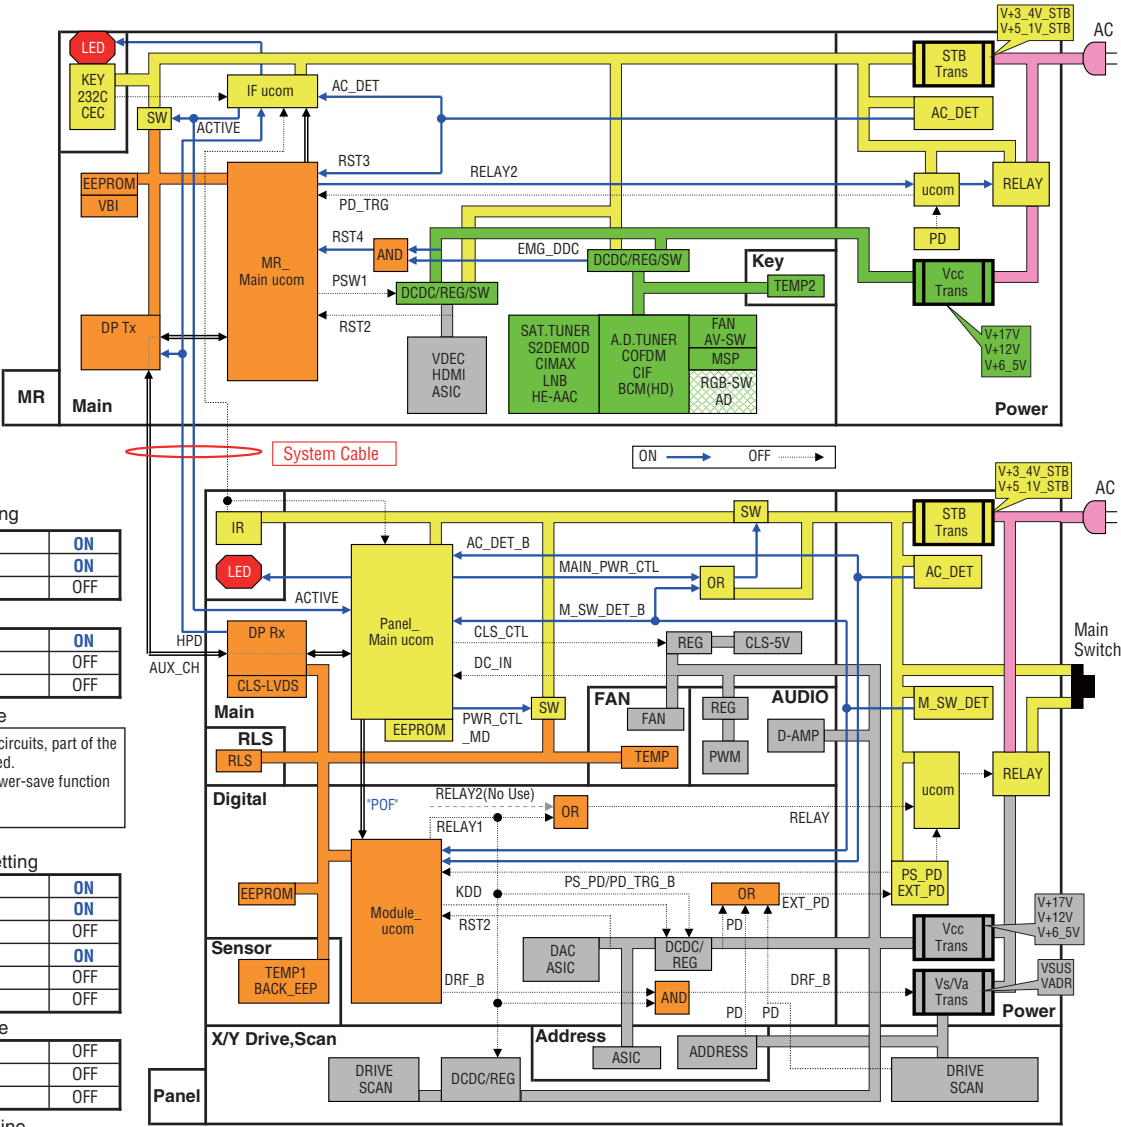 V+3_4V_STB
V+5_1V_STB
AC
LED
KEY
232C
CEC
SW
IF ucom
AC_DET
ACTIVE
STB
Trans
AC_DET
RST3
RELAY2
ucom
RELAY
EEPROM
VBI
PD_TRG
MR_
Main ucom
RST4
AND
EMG_DDC
DCDC/REG/SW
PD
Key
TEMP2
Vcc
Trans
PSW1
DCDC/REG/SW
RST2
DP Tx
VDEC
HDMI
ASIC
SAT.TUNER
S2DEMOD
CIMAX
LNB
HE-AAC
A.D.TUNER
COFDM
CIF
BCM(HD)
FAN
AV-SW
MSP
RGB-SW
AD
V+17V
V+12V
V+6_5V
MR
Main
Power
System Cable
ON
OFF
V+3_4V_STB
V+5_1V_STB
AC
IR
SW
STB
Trans
AC_DET_B
MAIN_PWR_CTL
LED
OR
AC_DET
ACTIVE
M_SW_DET_B
Panel_
Main ucom
HPD
DP Rx
CLS_CTL
REG
CLS-5V
Main
Switch
AUX_CH
DC_IN
CLS-LVDS
Main
EEPROM
PWR_CTL
_MD
SW
FAN
FAN
REG
AUDIO
D-AMP
M_SW_DET
RLS
RLS
TEMP
PWM
Digital
"POF"
RELAY2(No Use)
RELAY1
OR
RELAY
ucom
RELAY
EEPROM
Module_
ucom
KDD
PS_PD/PD_TRG_B
OR
EXT_PD
PS_PD
EXT_PD
RST2
PD
V+17V
V+12V
V+6_5V
Sensor
TEMP1
BACK_EEP
DAC
ASIC
DCDC/
REG
Vcc
Trans
DRF_B
AND
DRF_B
Vs/Va
Trans
VSUS
VADR
PD
PD
Power
X/Y Drive,Scan
Address
ASIC
ADDRESS
DRIVE
SCAN
DCDC/REG
DRIVE
SCAN
Panel
ng
ON
ON
OFF
ON
OFF
OFF
e
circuits, part of the
ed.
wer-save function
etting
ON
ON
OFF
ON
OFF
OFF
e
OFF
OFF
OFF